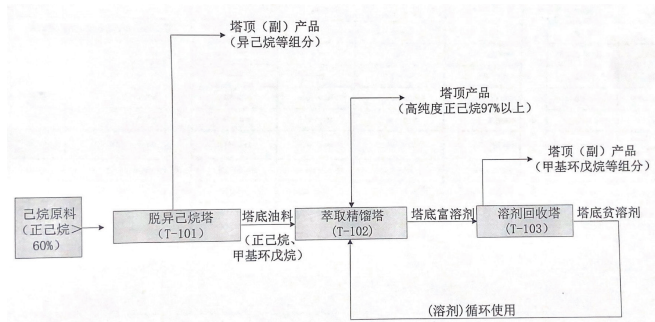 塔顶（副）产品
（异己烷等组分）
塔顶产品
（高纯度正己烷97%以上）
塔顶（副）产品
（甲基环戊烷等组分）
己烷原料
（正己烷>
60%）
脱异己烷塔
（T-101）
塔底油料
（正己烷、
甲基环戊烷）
萃取精馏塔
(T-102)
塔底富溶剂
溶剂回收塔
(T-103)
塔底贫溶剂
(溶剂)循环使用